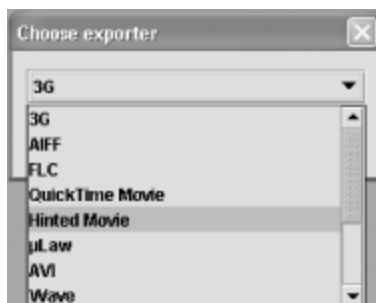 Choose exporter
3G
3G
AIFF
FLC
QuickTime Movie
Hinted Movie
µLaw
AVI
Wave